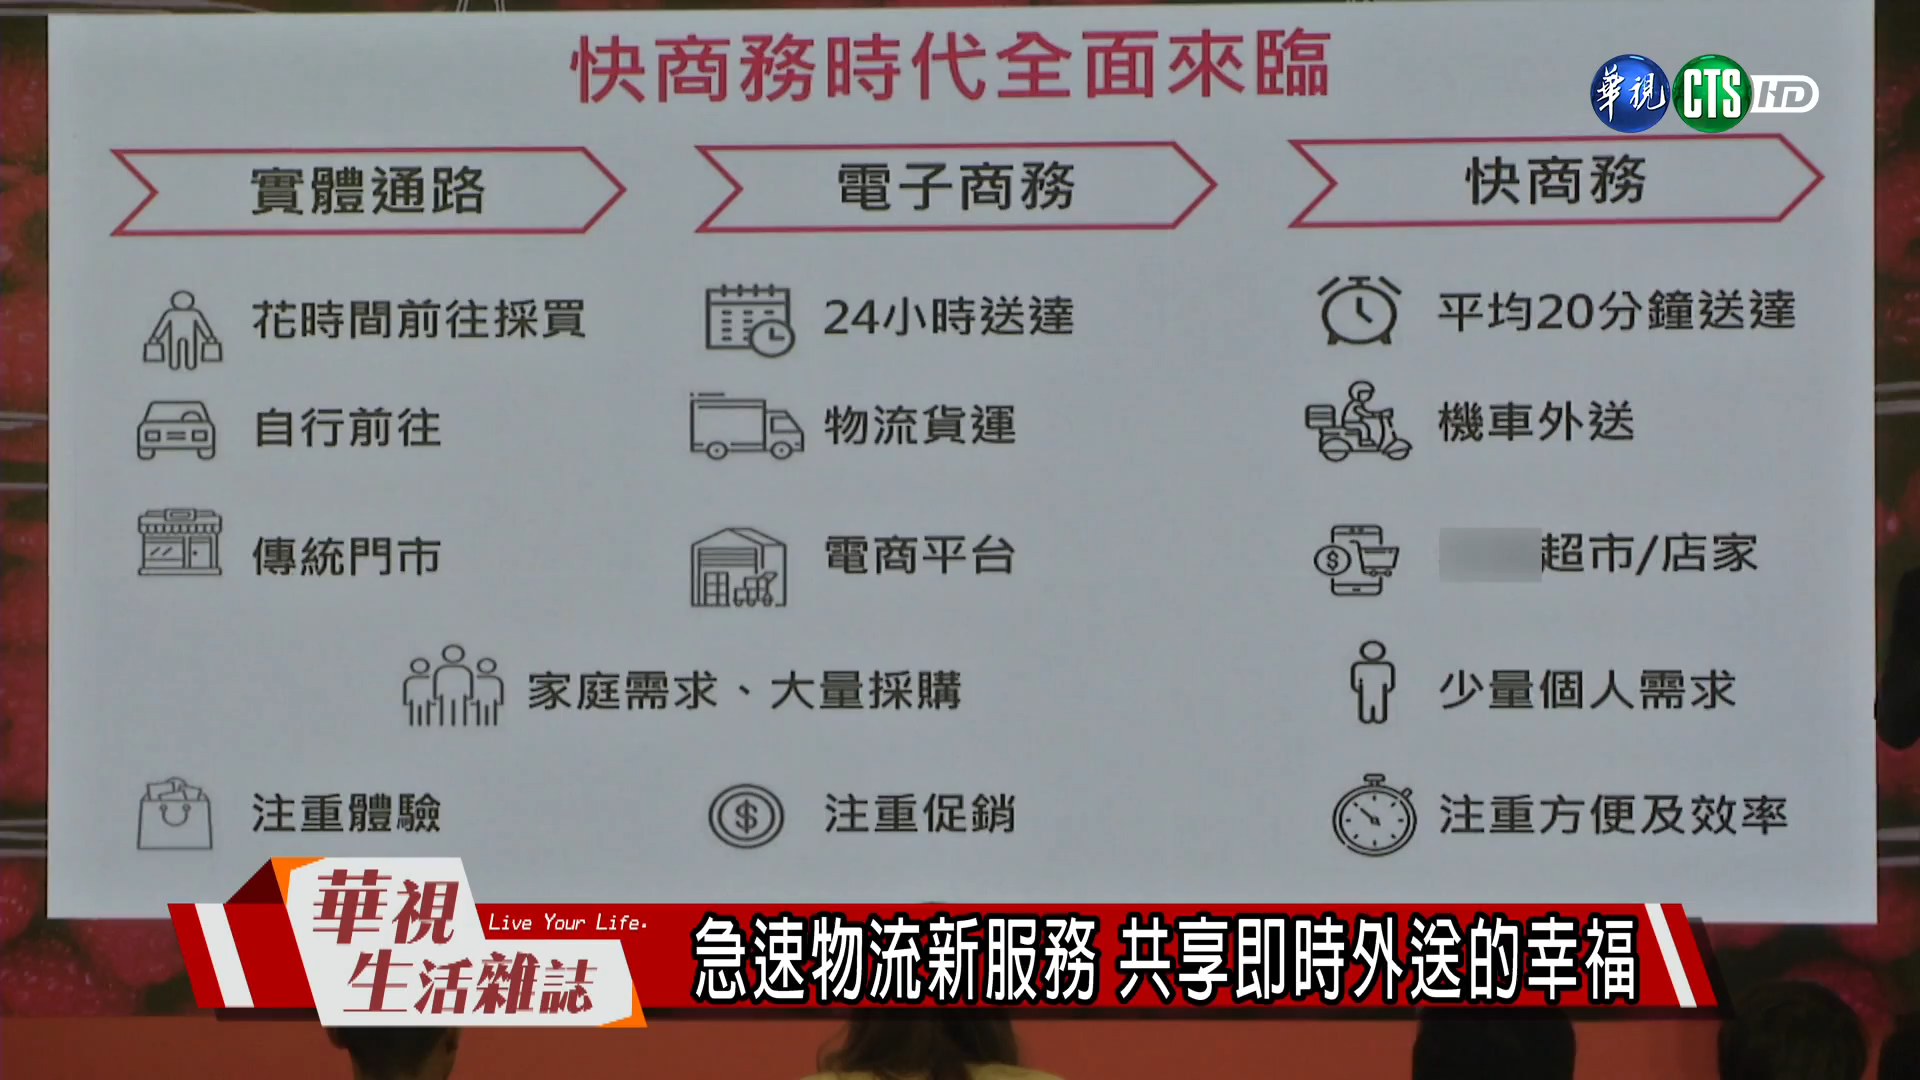 快商務時代全面來臨
華視 CTS HD
實體通路
電子商務
快商務
花時間前往採買
24小時送達
平均20分鐘送達
自行前往
物流貨運
機車外送
傳統門市
電商平台
超市/店家
家庭需求、大量採購
少量個人需求
注重體驗
注重促銷
注重方便及效率
華視
生活雜誌
Live Your Life.
急速物流新服務 共享即時外送的幸福